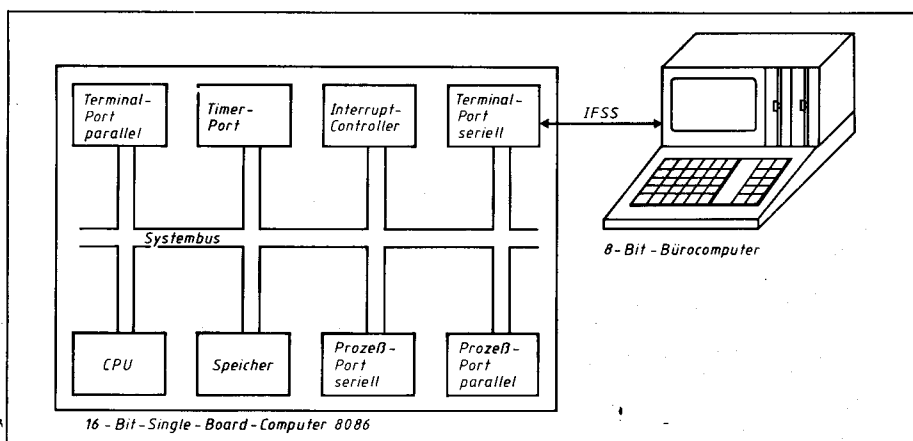 Terminal-
Port
parallel
Timer-
Port
Interrupt-
Controller
Terminal-
Port
seriell
IFSS
Systembus
8-Bit-Bürocomputer
CPU
Speicher
Prozeß-
Port
seriell
Prozeß-
Port
parallel
16-Bit-Single-Board-Computer 8086